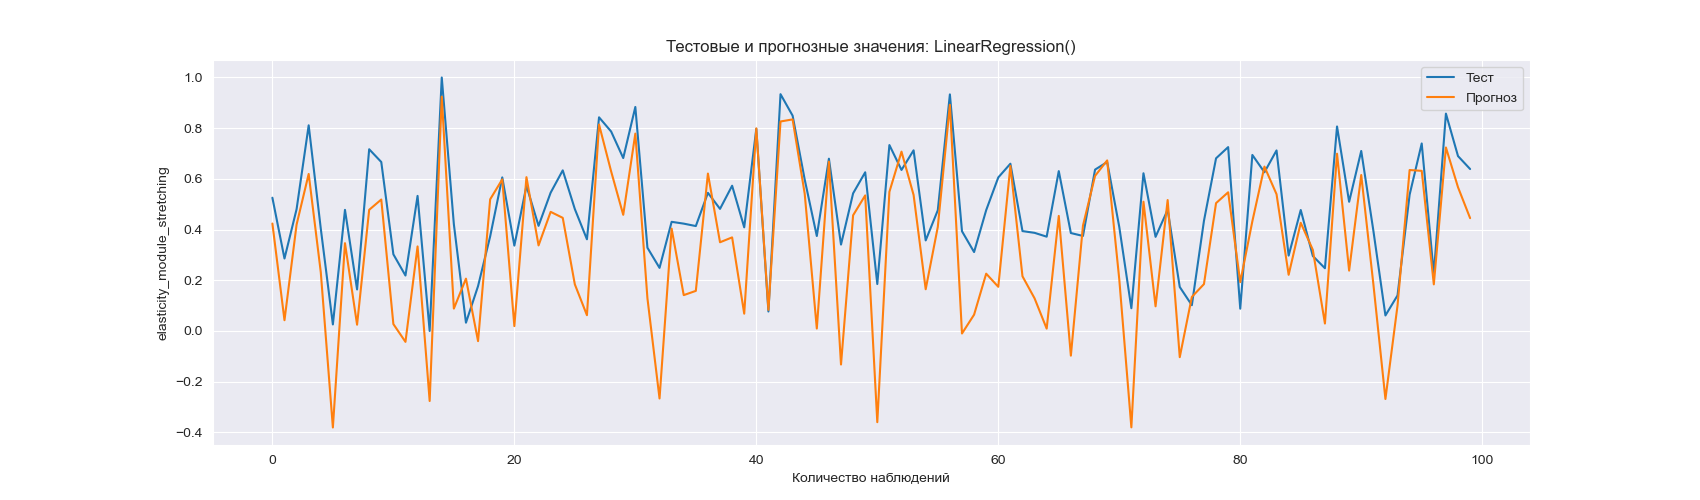 Тестовые и прогнозные значения: LinearRegression()
Тест
Прогноз
elasticity_module_stretching
1.0
0.8
0.6
0.4
0.2
0.0
−0.2
−0.4
0
20
40
60
80
100
Количество наблюдений